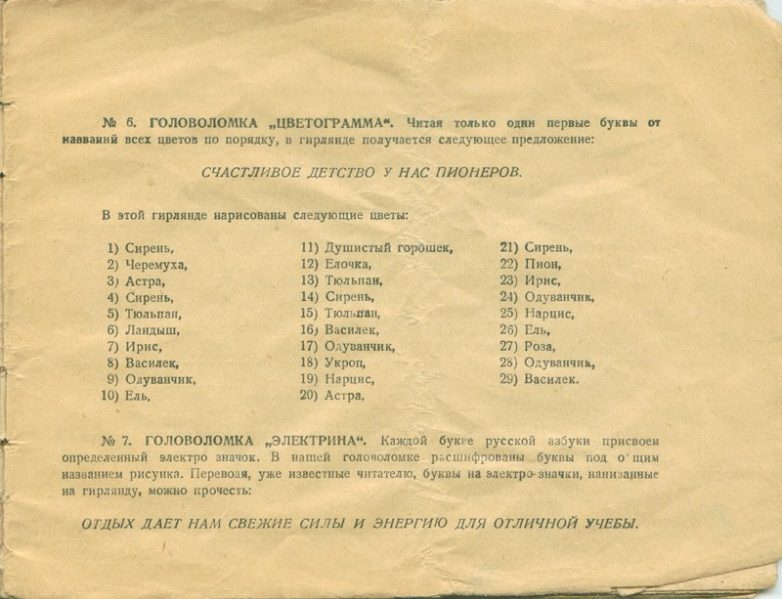 № 6. ГОЛОВОЛОМКА „ЦВЕТОГРАММА“. Читая только одни первые буквы от
названий всех цветов по порядку, в гирлянде получается следующее предложение:
СЧАСТЛИВОЕ ДЕТСТВО У НАС ПИОНЕРОВ.
В этой гирлянде нарисованы следующие цветы:
1) Сирень,
2) Черемуха,
3) Астра,
4) Сирень,
5) Тюльпан,
6) Ландыш,
7) Ирис,
8) Василек,
9) Одуванчик,
10) Ель,
11) Душистый горошек,
12) Елочка,
13) Тюльпан,
14) Сирень,
15) Тюльпан,
16) Василек,
17) Одуванчик,
18) Укроп,
19) Нарцис,
20) Астра,
21) Сирень,
22) Пион,
23) Ирис,
24) Одуванчик,
25) Нарцис,
26) Ель,
27) Роза,
28) Одуванчик,
29) Василек.
№ 7. ГОЛОВОЛОМКА „ЭЛЕКТРИНА“. Каждой букве русской азбуки присвоен
определенный электро значок. В нашей головоломке расшифрованы буквы под общим
названием рисунка. Переводя, уже известные читателю, буквы на электро-значки, нанизанные
на гирлянду, можно прочесть:
ОТДЫХ ДАЕТ НАМ СВЕЖИЕ СИЛЫ И ЭНЕРГИЮ ДЛЯ ОТЛИЧНОЙ УЧЕБЫ.